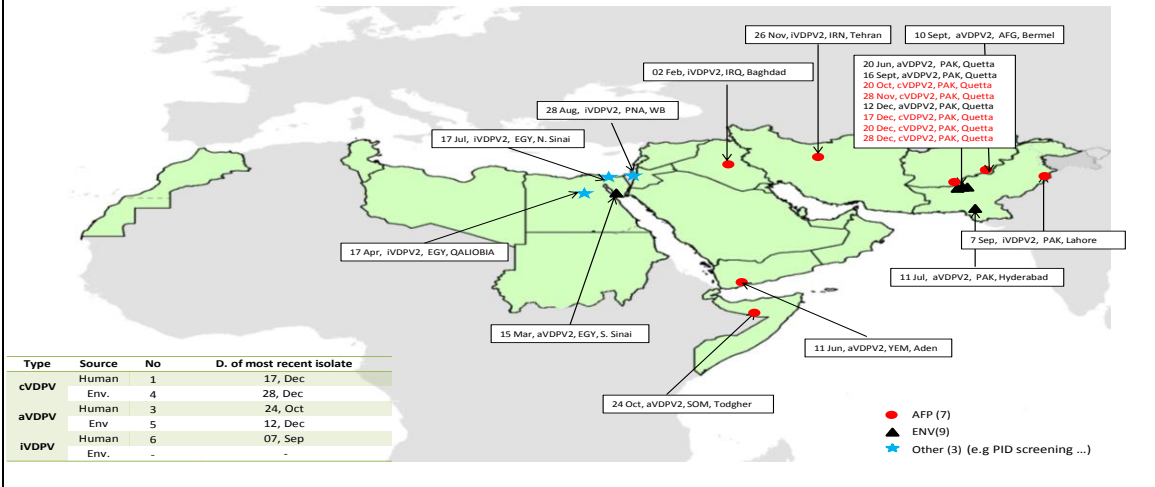 26 Nov, iVDPV2, IRN, Tehran
10 Sept, aVDPV2, AFG, Bermel
02 Feb, iVDPV2, IRQ, Baghdad
20 Jun, aVDPV2, PAK, Quetta
16 Sept, aVDPV2, PAK, Quetta
20 Oct, cVDPV2, PAK, Quetta
28 Nov, cVDPV2, PAK, Quetta
12 Dec, aVDPV2, PAK, Quetta
17 Dec, cVDPV2, PAK, Quetta
20 Dec, cVDPV2, PAK, Quetta
28 Dec, cVDPV2, PAK, Quetta
28 Aug, iVDPV2, PNA, WB
17 Jul, iVDPV2, EGY, N. Sinai
17 Apr, iVDPV2, EGY, QALIOBIA
7 Sep, iVDPV2, PAK, Lahore
11 Jul, aVDPV2, PAK, Hyderabad
15 Mar, aVDPV2, EGY, S. Sinai
11 Jun, aVDPV2, YEM, Aden
24 Oct, aVDPV2, SOM, Todgher
Type Source No D. of most recent isolate
cVDPV Human 1 17, Dec
Env. 4 28, Dec
aVDPV Human 3 24, Oct
Env 5 12, Dec
iVDPV Human 6 07, Sep
Env. - -
AFP (7)
ENV(9)
Other (3) (e.g PID screening ...)